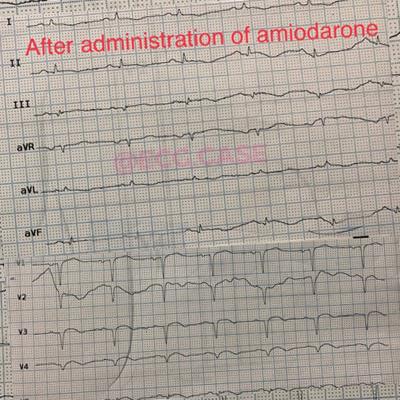 I
After administration of amiodarone
II
III
aVR
@ECG CASE
aVL
aVF
V1
V2
V3
V4